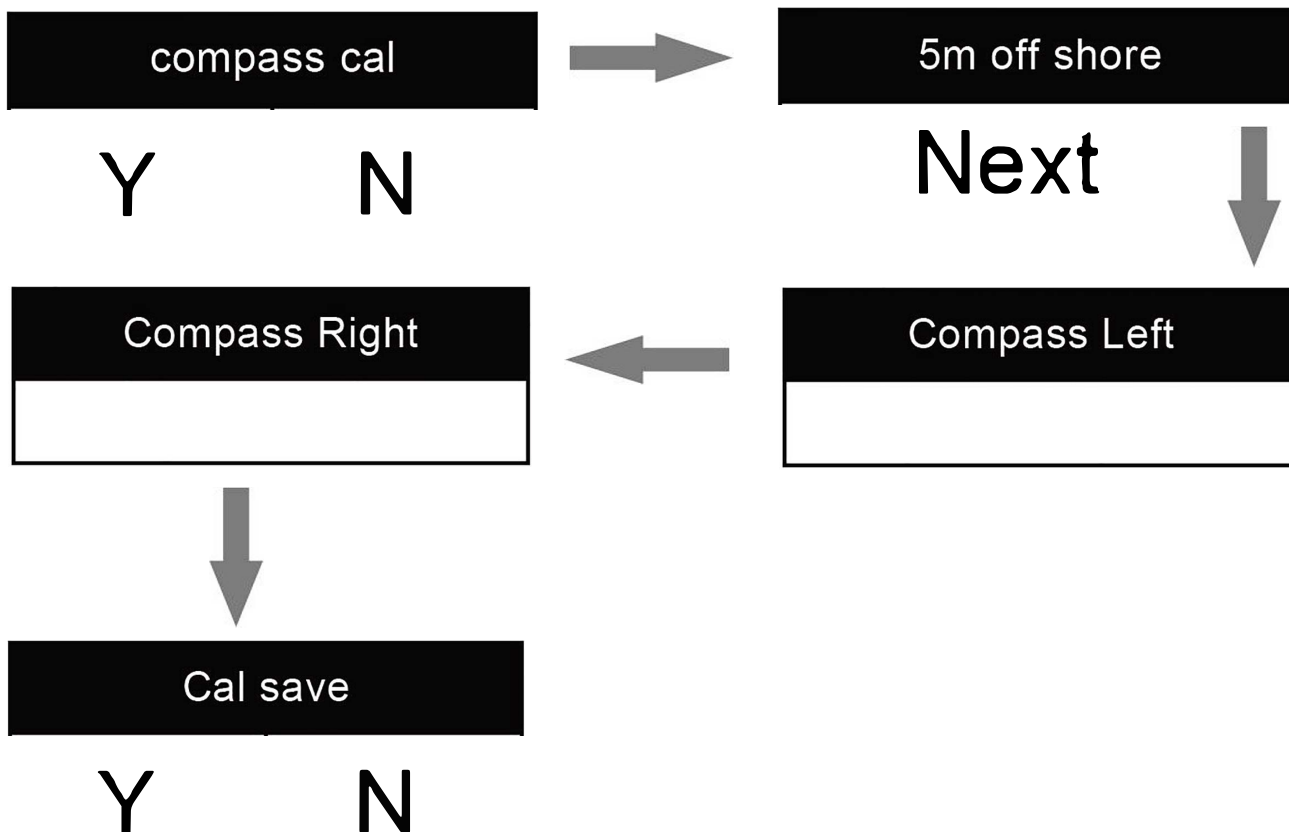 compass cal
Y N
5m off shore
Next
Compass Left
Compass Right
Cal save
Y N